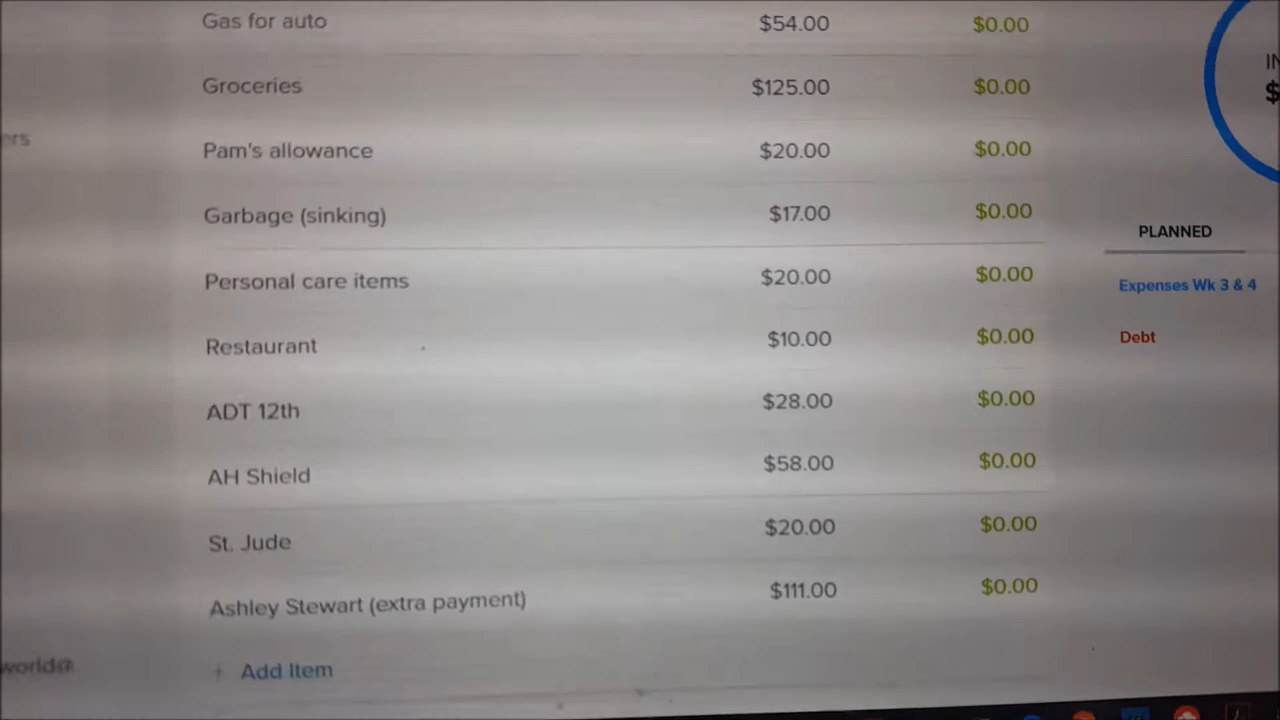 Gas for auto $54.00 $0.00
Groceries $125.00 $0.00
ers
Pam's allowance $20.00 $0.00
Garbage (sinking) $17.00 $0.00
PLANNED
Personal care items $20.00 $0.00
Expenses Wk 3 & 4
Restaurant $10.00 $0.00
Debt
ADT 12th $28.00 $0.00
AH Shield $58.00 $0.00
St. Jude $20.00 $0.00
Ashley Stewart (extra payment) $111.00 $0.00
world@
+ Add Item
IN
$